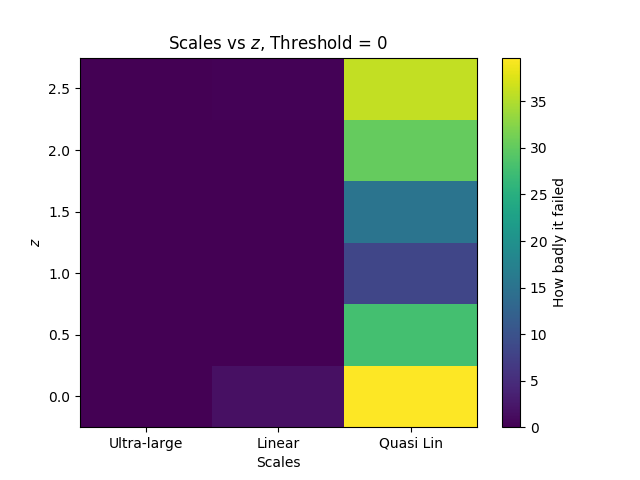 Scales vs z, Threshold = 0
2.5
2.0
1.5
1.0
0.5
0.0
z
Ultra-large Linear Quasi Lin
Scales
35
30
25
20
15
10
5
0
How badly it failed